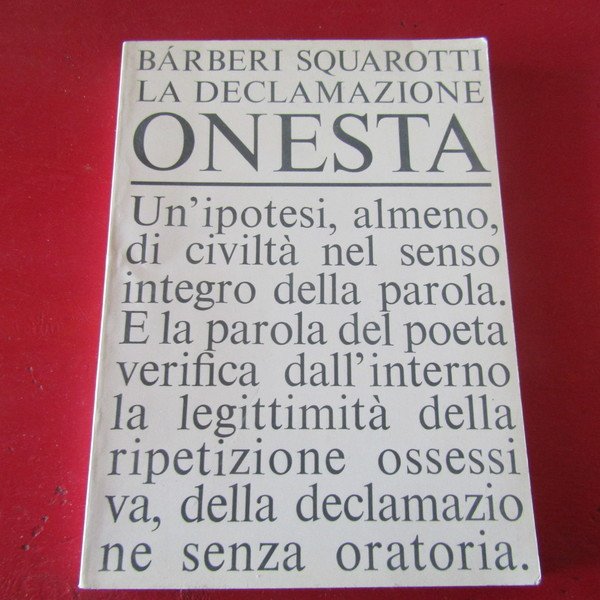 BÁRBERI SQUAROTTI
LA DECLAMAZIONE
ONESTA
Un'ipotesi, almeno,
di civiltà nel senso
integro della parola.
E la parola del poeta
verifica dall'interno
la legittimità della
ripetizione ossessi
va, della declamazio
ne senza oratoria.